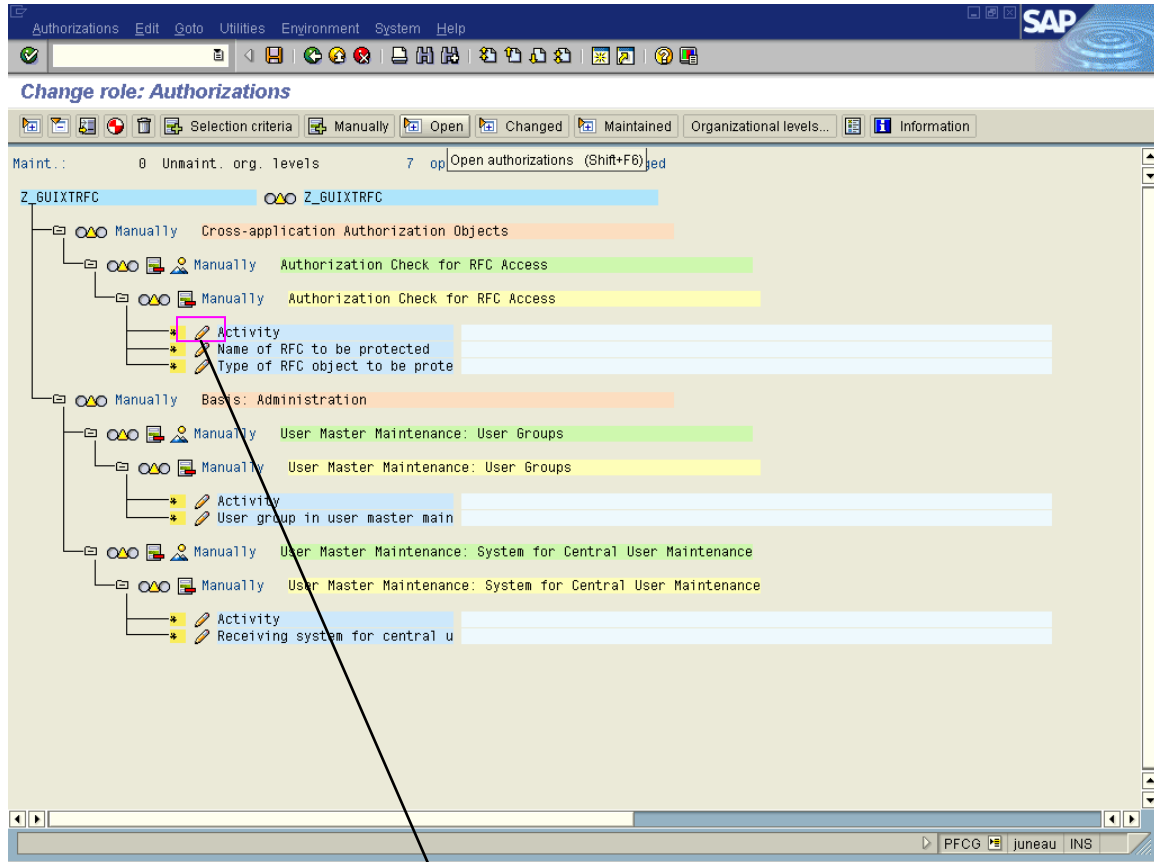 Authorizations Edit Goto Utilities Environment System Help
SAP
Change role: Authorizations
Selection criteria Manually Open Changed Maintained Organizational levels... Information
Maint.: 0 Unmaint. org. levels 7 op ged
Open authorizations (Shift+F6)
Z_GUIXTRFC Z_GUIXTRFC
Manually Cross-application Authorization Objects
Manually Authorization Check for RFC Access
Manually Authorization Check for RFC Access
* Activity
* Name of RFC to be protected
* Type of RFC object to be prote
Manually Basis: Administration
Manually User Master Maintenance: User Groups
Manually User Master Maintenance: User Groups
* Activity
* User group in user master main
Manually User Master Maintenance: System for Central User Maintenance
Manually User Master Maintenance: System for Central User Maintenance
* Activity
* Receiving system for central u
PFCG juneau INS